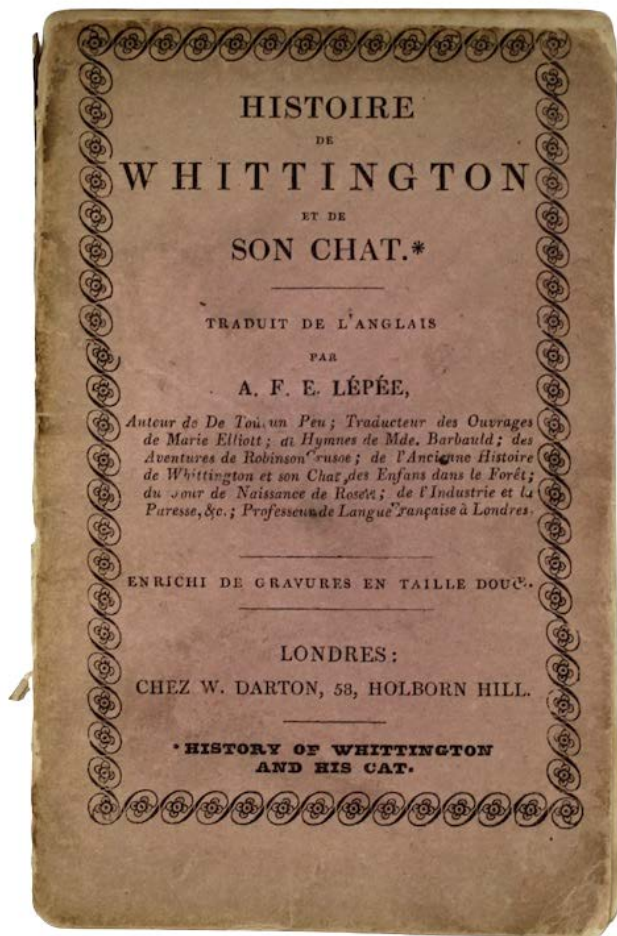 HISTOIRE
DE
WHITTINGTON
ET DE
SON CHAT.*
TRADUIT DE L'ANGLAIS
PAR
A. F. E. LÉPÉE,
Auteur de De Tout un Peu; Traducteur des Ouvrages
de Marie Elliott; Hymnes de Mde. Barbauld; des
Aventures de Robinson Crusoe; de l'Ancienne Histoire
de Whittington et son Chat, des Enfans dans le Forêt;
du Jour de Naissance de ; de l'Industrie et la
Paresse, &c.; Professeur de Langue Française à Londres.
ENRICHI DE GRAVURES EN TAILLE DOUCE.
LONDRES:
CHEZ W. DARTON, 58, HOLBORN HILL.
*HISTORY OF WHITTINGTON
AND HIS CAT.